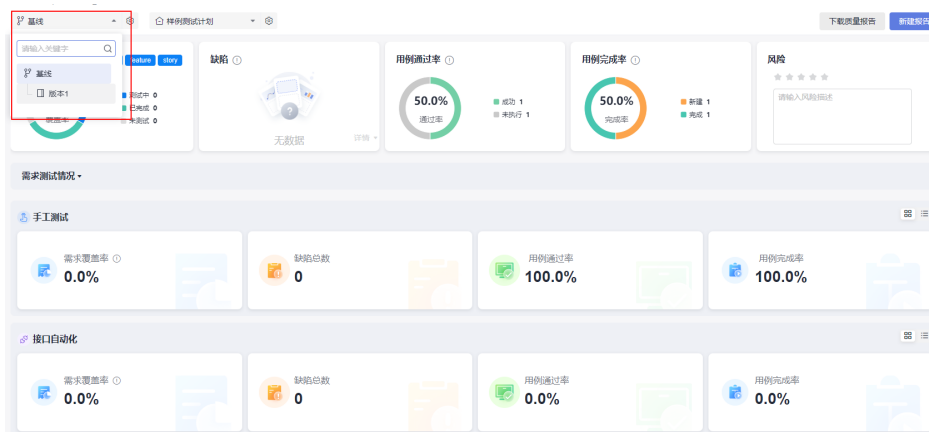 基线 样例测试计划 下载质量报告 新建报告
请输入关键字
基线
版本1
feature story
测试中 0
已完成 0
未测试 0
覆盖率
缺陷
无数据
详情
用例通过率
50.0%
通过率
成功 1
未执行 1
用例完成率
50.0%
完成率
新建 1
完成 1
风险
请输入风险描述
需求测试情况
手工测试
需求覆盖率
0.0%
缺陷总数
0
用例通过率
100.0%
用例完成率
100.0%
接口自动化
需求覆盖率
0.0%
缺陷总数
0
用例通过率
0.0%
用例完成率
0.0%